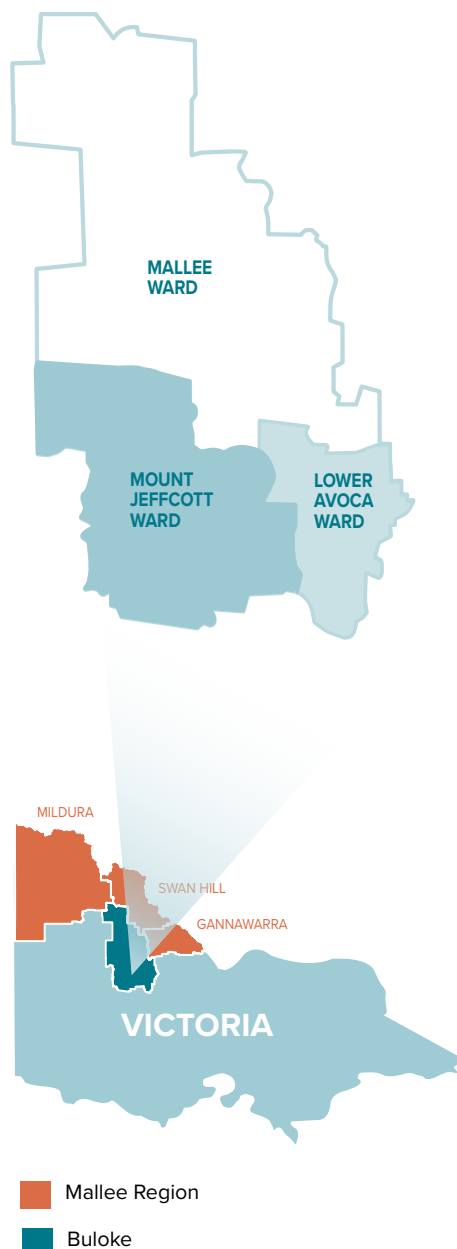 MALLEE
WARD
MOUNT
JEFFCOTT
WARD
LOWER
AVOCA
WARD
MILDURA
SWAN HILL
GANNAWARRA
VICTORIA
Mallee Region
Buloke